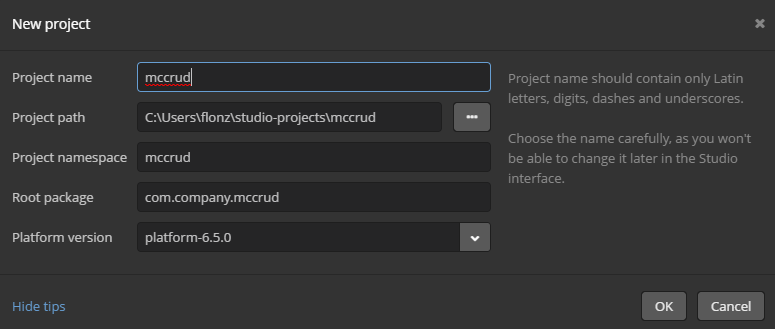 New project
Project name mccrud
Project path C:\Users\flonz\studio-projects\mccrud
Project namespace mccrud
Root package com.company.mccrud
Platform version platform-6.5.0
Project name should contain only Latin
letters, digits, dashes and underscores.
Choose the name carefully, as you won't
be able to change it later in the Studio
interface.
Hide tips
OK
Cancel